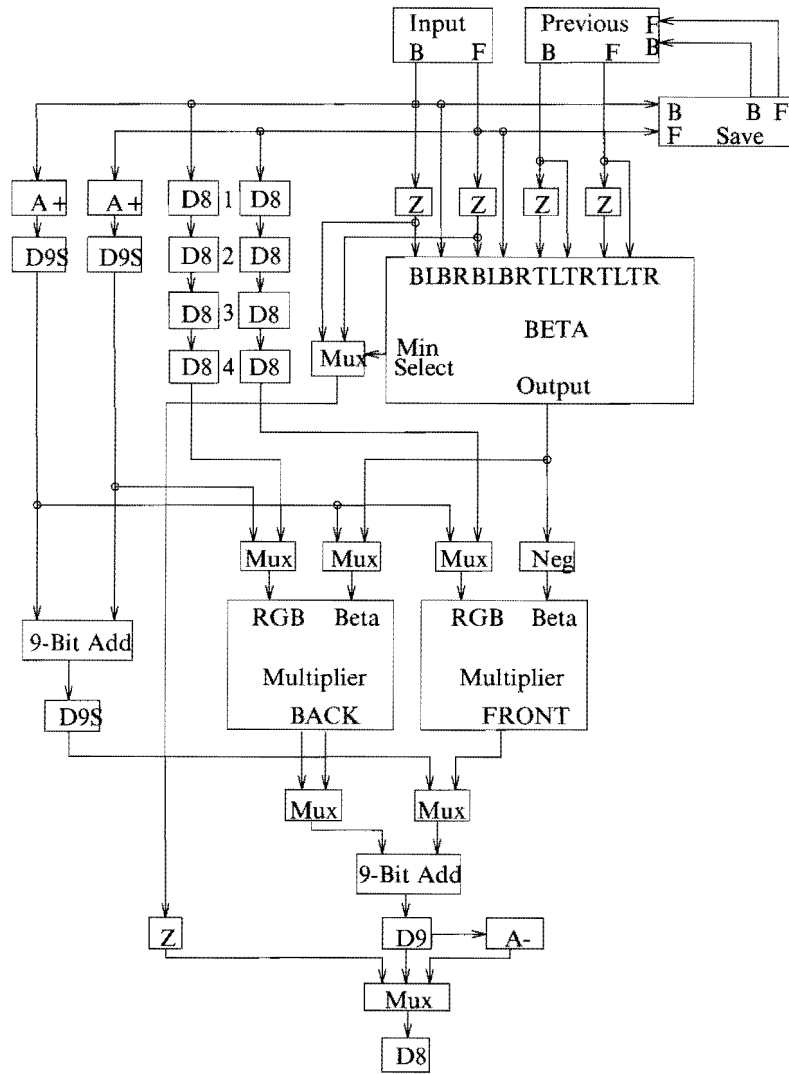 Input
B F
Previous
B F
F
B
B B F
F Save
A+ A+ D8 1 D8 Z Z Z Z
D9S D9S D8 2 D8
BLBRBLBRTLTRTLTR
D8 3 D8
BETA
D8 4 D8 Mux
Min
Select
Output
Mux Mux Mux Neg
RGB Beta RGB Beta
9-Bit Add
Multiplier Multiplier
D9S BACK FRONT
Mux Mux
9-Bit Add
Z D9 A-
Mux
D8